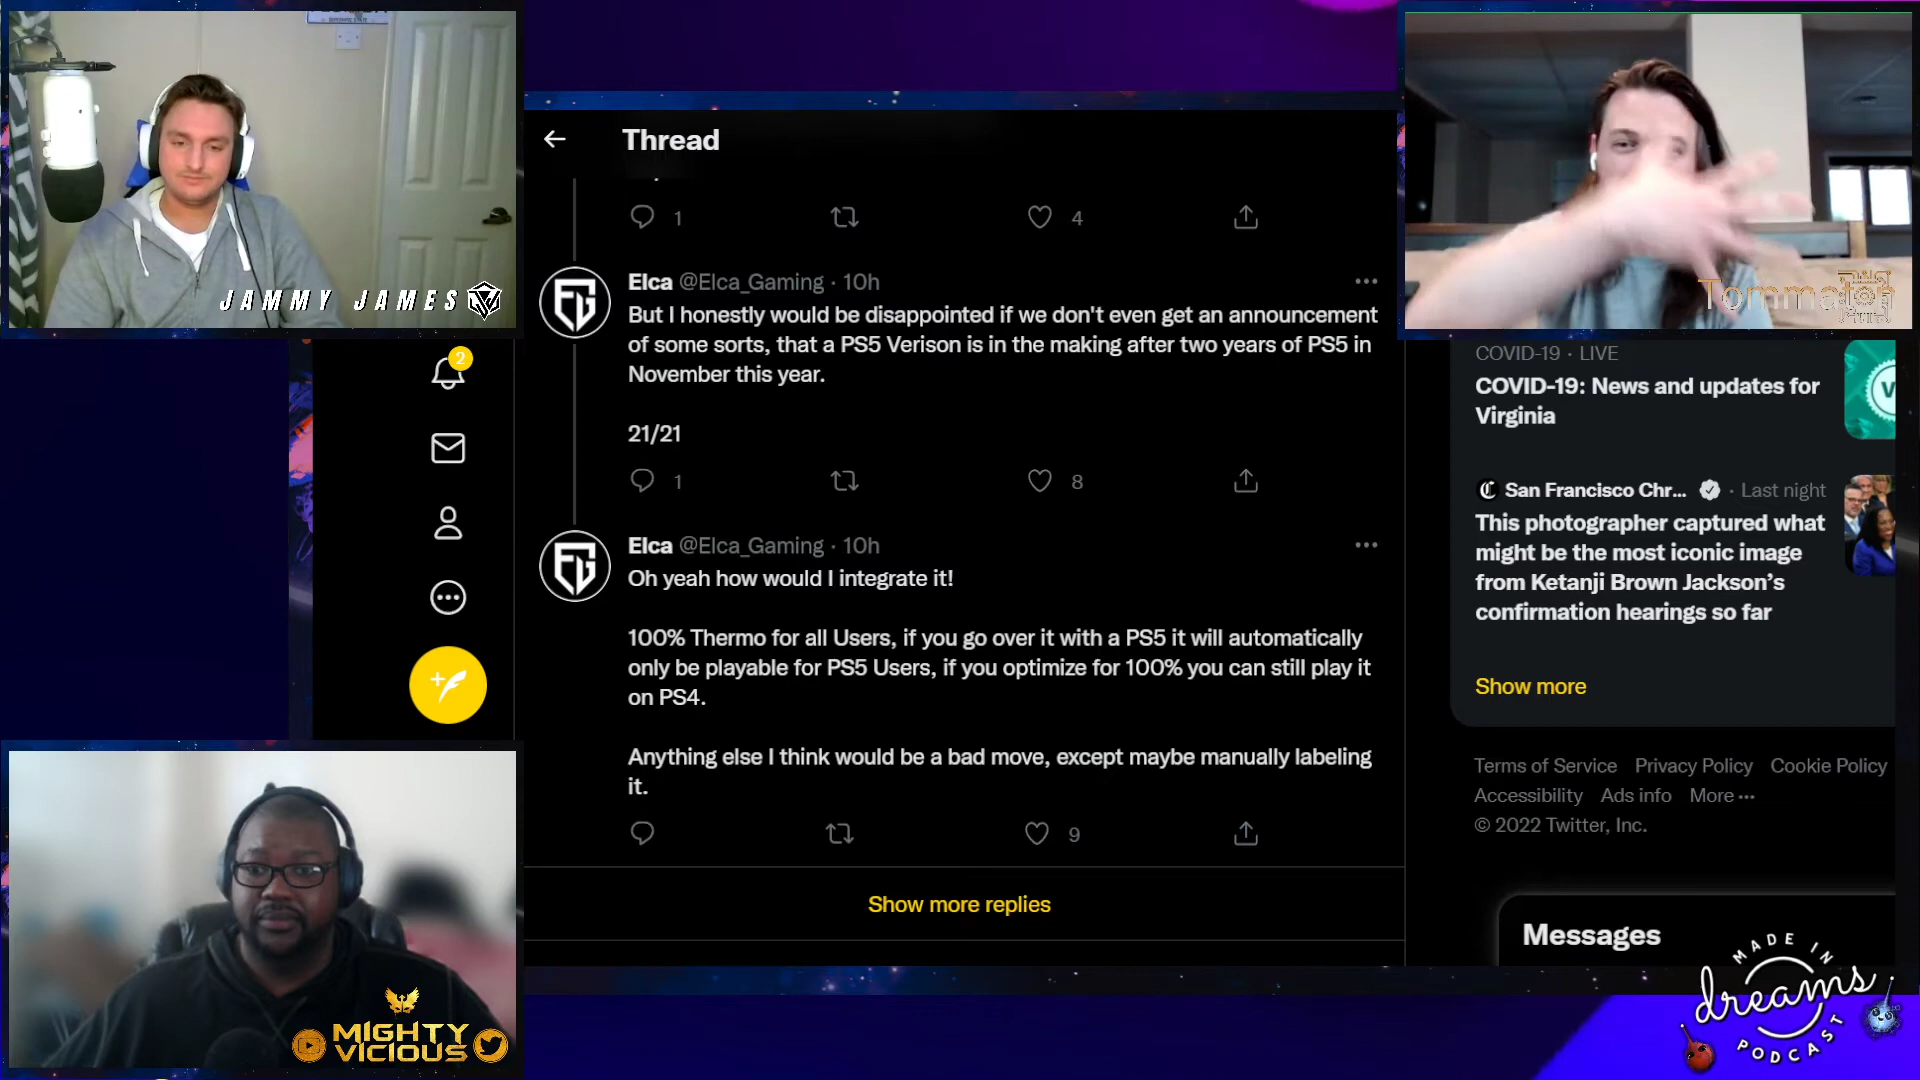 JAMMY JAMES
Thread
1
4
Elca @Elca_Gaming · 10h
But I honestly would be disappointed if we don't even get an announcement
of some sorts, that a PS5 Verison is in the making after two years of PS5 in
November this year.
21/21
1
8
Elca @Elca_Gaming · 10h
Oh yeah how would I integrate it!
100% Thermo for all Users, if you go over it with a PS5 it will automatically
only be playable for PS5 Users, if you optimize for 100% you can still play it
on PS4.
Anything else I think would be a bad move, except maybe manually labeling
it.
9
Show more replies
2
COVID-19 · LIVE
COVID-19: News and updates for
Virginia
San Francisco Chr... · Last night
This photographer captured what
might be the most iconic image
from Ketanji Brown Jackson's
confirmation hearings so far
Show more
Terms of Service Privacy Policy Cookie Policy
Accessibility Ads info More ···
© 2022 Twitter, Inc.
Messages
MIGHTY
VICIOUS
MADE IN
dreams
PODCAST